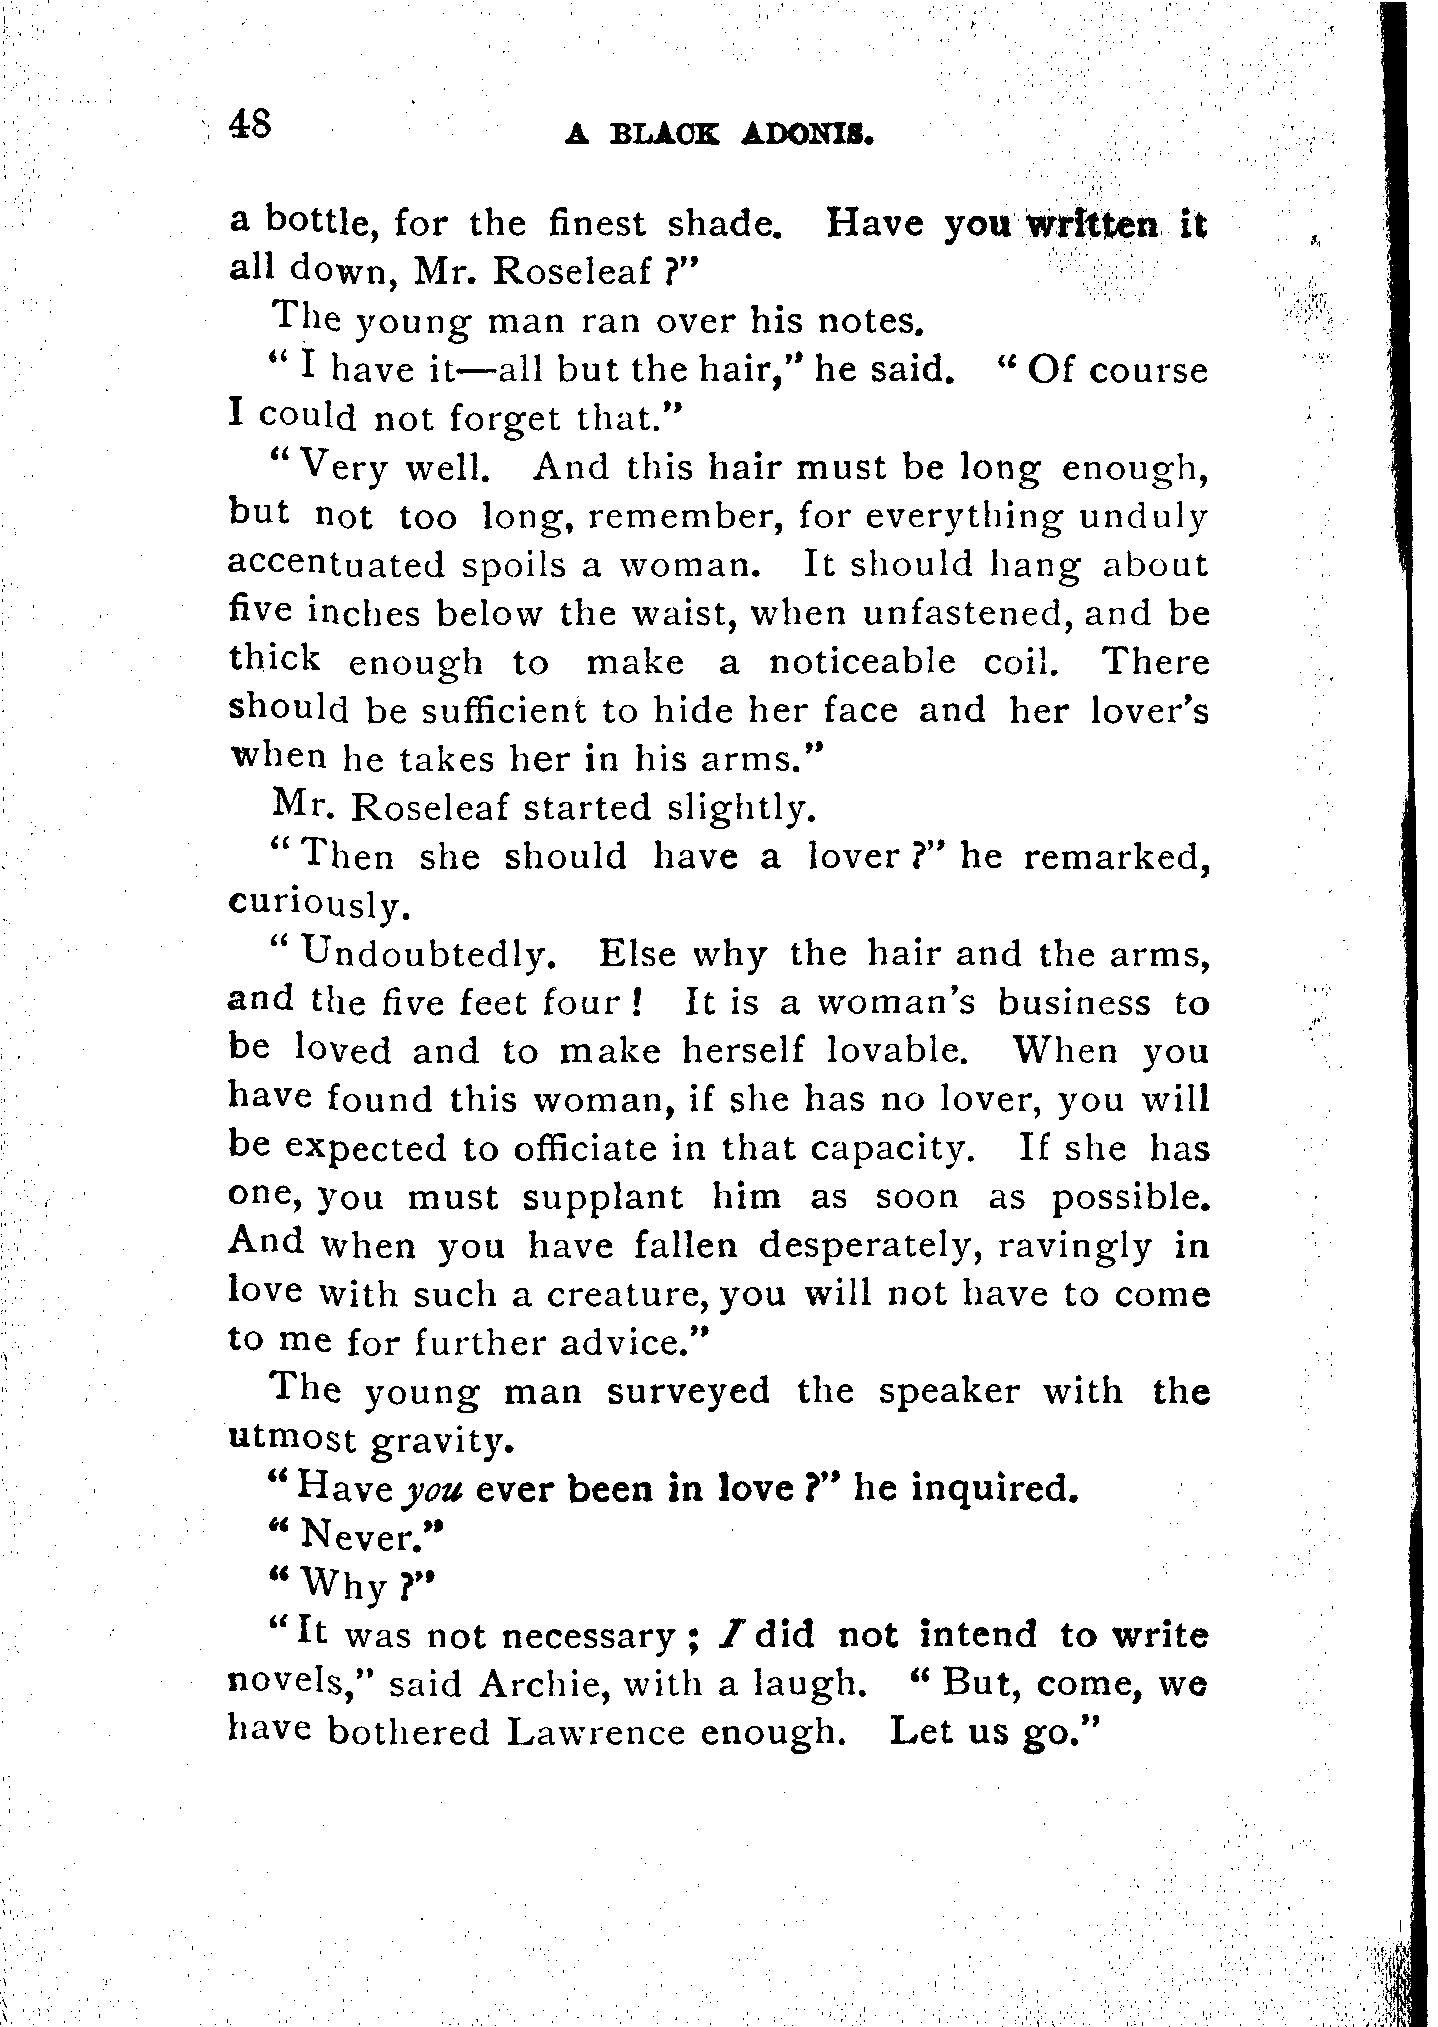 48
A BLACK ADONIS.
a bottle, for the finest shade. Have you written it
all down, Mr. Roseleaf ?"
The young man ran over his notes.
" I have it—all but the hair," he said. " Of course
I could not forget that."
" Very well. And this hair must be long enough,
but not too long, remember, for everything unduly
accentuated spoils a woman. It should hang about
five inches below the waist, when unfastened, and be
thick enough to make a noticeable coil. There
should be sufficient to hide her face and her lover's
when he takes her in his arms."
Mr. Roseleaf started slightly.
" Then she should have a lover ?" he remarked,
curiously.
" Undoubtedly. Else why the hair and the arms,
and the five feet four ! It is a woman's business to
be loved and to make herself lovable. When you
have found this woman, if she has no lover, you will
be expected to officiate in that capacity. If she has
one, you must supplant him as soon as possible.
And when you have fallen desperately, ravingly in
love with such a creature, you will not have to come
to me for further advice."
The young man surveyed the speaker with the
utmost gravity.
" Have you ever been in love ?" he inquired.
" Never."
" Why ?"
" It was not necessary ; I did not intend to write
novels," said Archie, with a laugh. " But, come, we
have bothered Lawrence enough. Let us go."